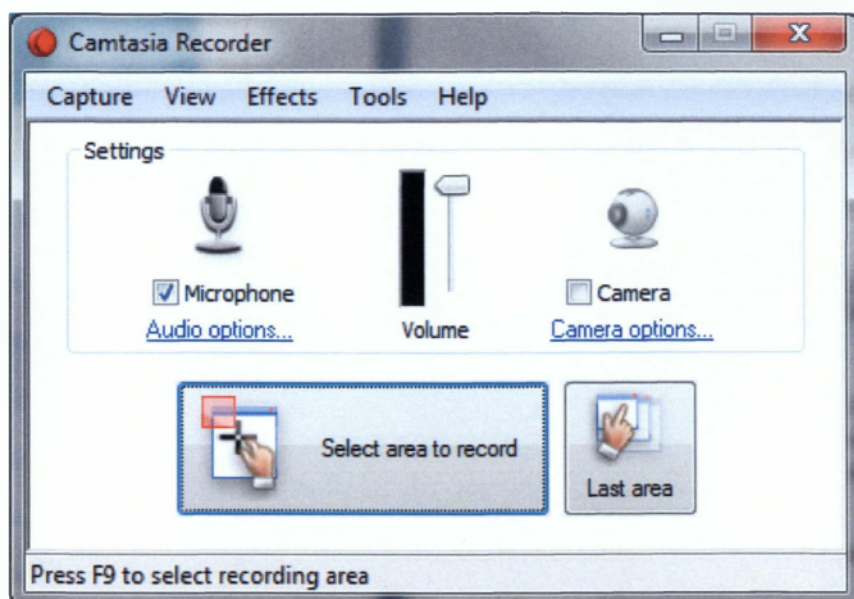 Camtasia Recorder
Capture View Effects Tools Help
Settings
Microphone
Camera
Audio options...
Volume
Camera options...
Select area to record
Last area
Press F9 to select recording area